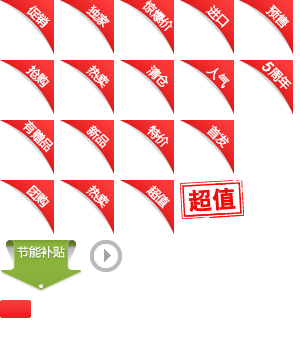 促销
独家
惊爆价
进口
预售
抢购
热卖
清仓
人气
5周年
有赠品
新品
特价
首发
团购
热卖
超值
超值
节能补贴